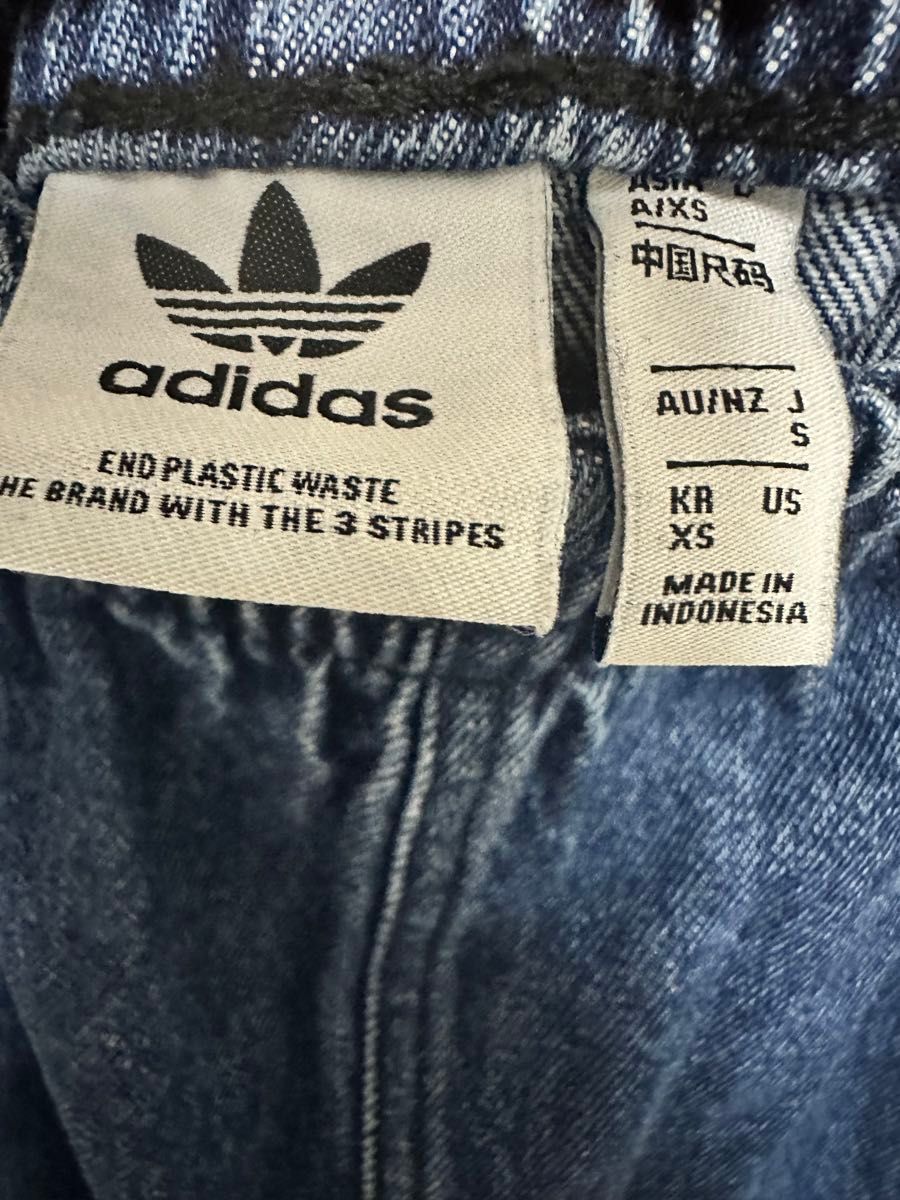 adidas
END PLASTIC WASTE
HE BRAND WITH THE 3 STRIPES
A/XS
中国尺码
AU/NZ J
S
KR US
XS
MADE IN
INDONESIA